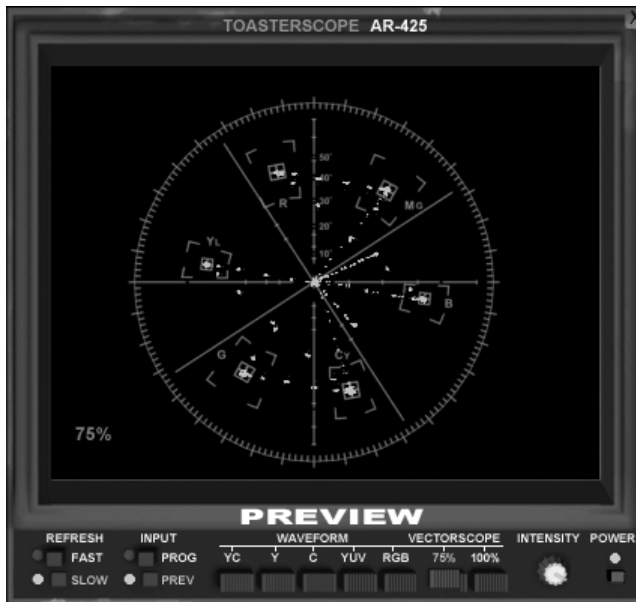 TOASTERSCOPE AR-425
50
40
30
20
10
R
MG
YL
B
G
CY
75%
PREVIEW
REFRESH INPUT WAVEFORM VECTORSCOPE INTENSITY POWER
FAST PROG YC Y C YUV RGB 75% 100%
SLOW PREV